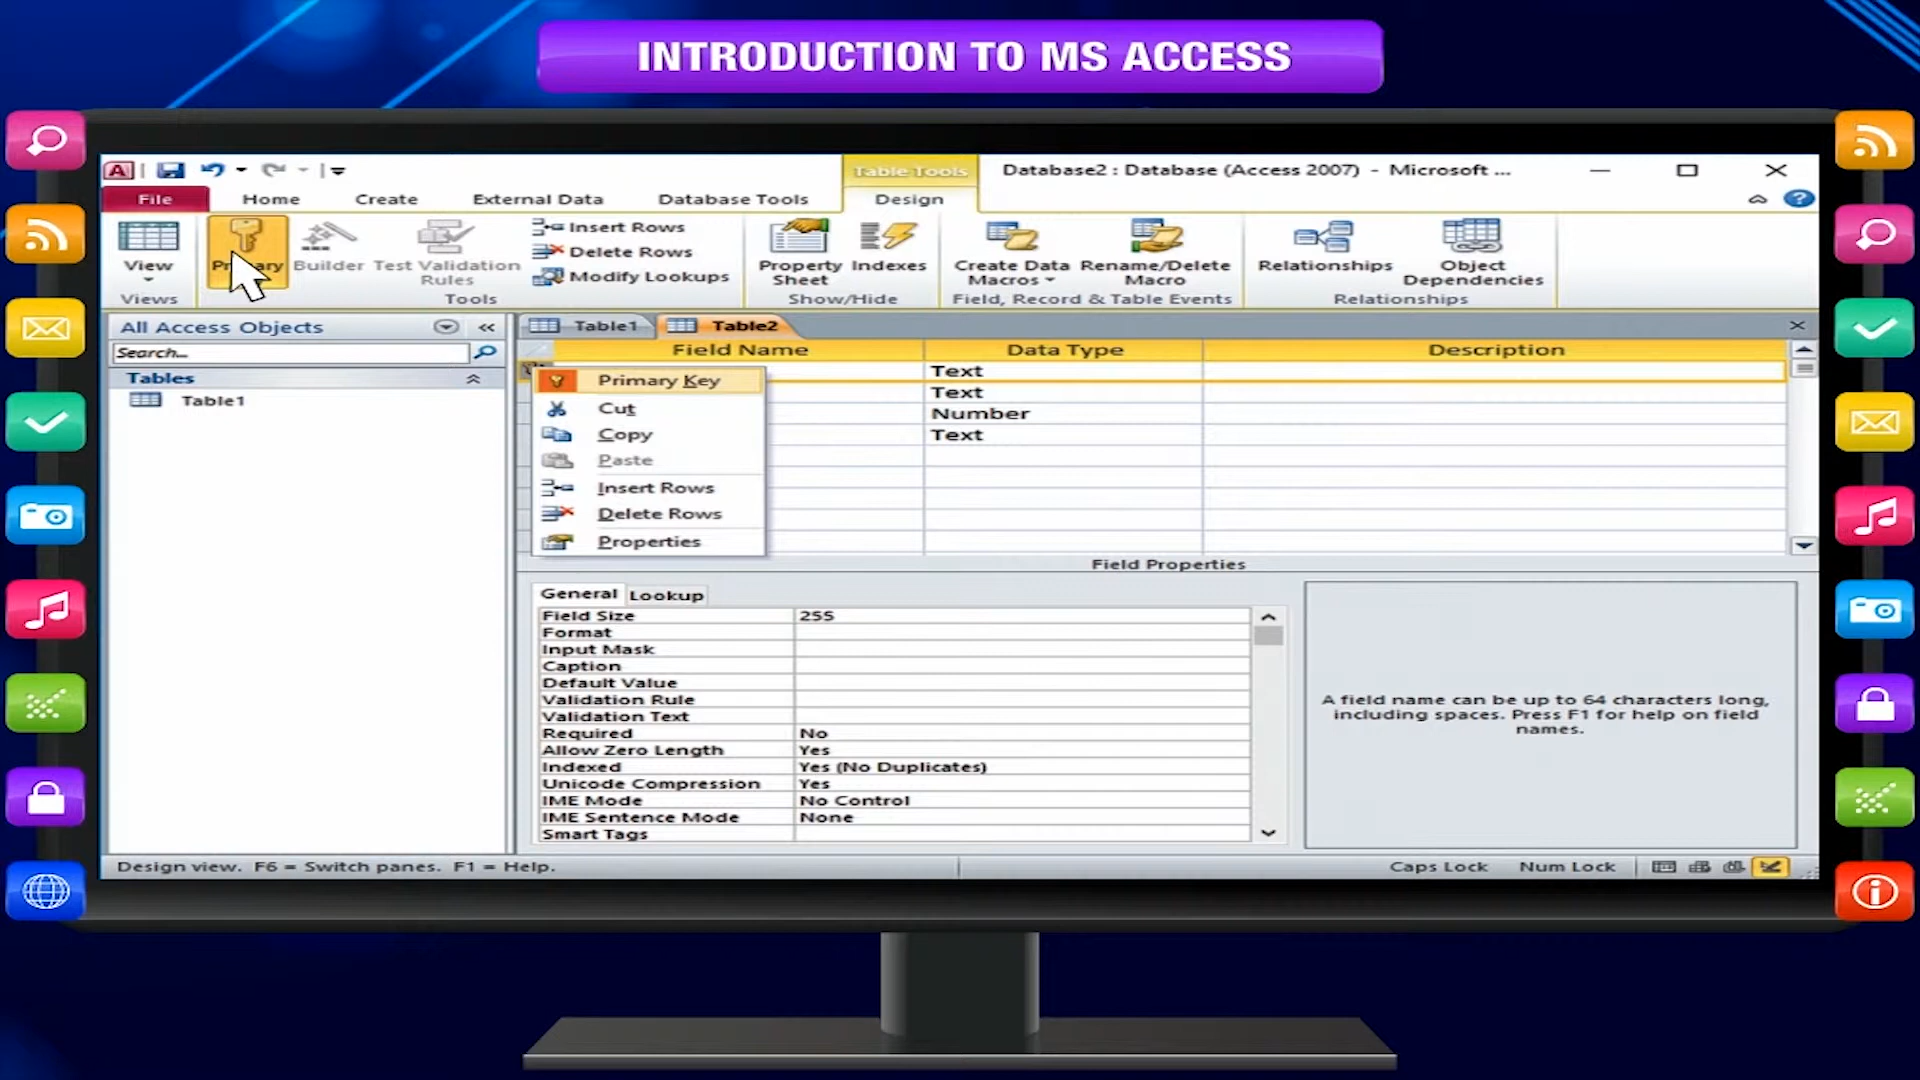 INTRODUCTION TO MS ACCESS
Table Tools
Database2 : Database (Access 2007) - Microsoft ...
File
Home
Create
External Data
Database Tools
Design
View
Builder
Test Validation
Rules
Insert Rows
Delete Rows
Modify Lookups
Property
Sheet
Indexes
Create Data
Macros
Rename/Delete
Macro
Relationships
Object
Dependencies
Views
Tools
Show/Hide
Field, Record & Table Events
Relationships
All Access Objects
Search...
Tables
Table1
Table1
Table2
Field Name
Data Type
Description
Text
Text
Number
Text
Primary Key
Cut
Copy
Paste
Insert Rows
Delete Rows
Properties
Field Properties
General
Lookup
Field Size 255
Format
Input Mask
Caption
Default Value
Validation Rule
Validation Text
Required No
Allow Zero Length Yes
Indexed Yes (No Duplicates)
Unicode Compression Yes
IME Mode No Control
IME Sentence Mode None
Smart Tags
A field name can be up to 64 characters long,
including spaces. Press F1 for help on field
names.
Design view. F6 = Switch panes. F1 = Help.
Caps Lock
Num Lock